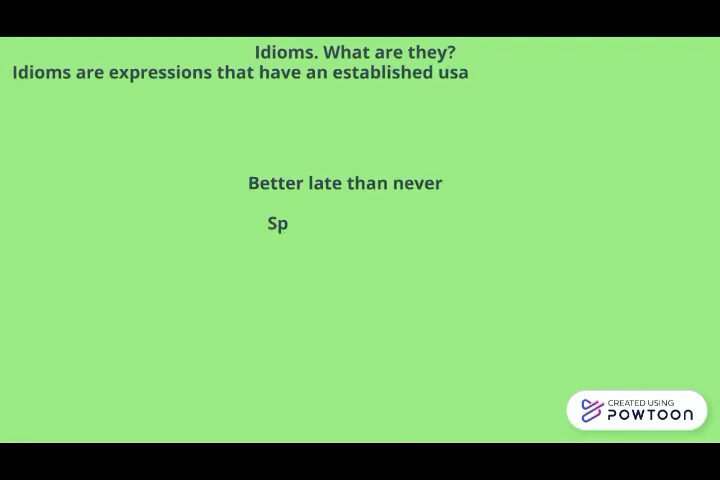 Idioms. What are they?
Idioms are expressions that have an established usa
Better late than never
Sp
CREATED USING
POWTOON